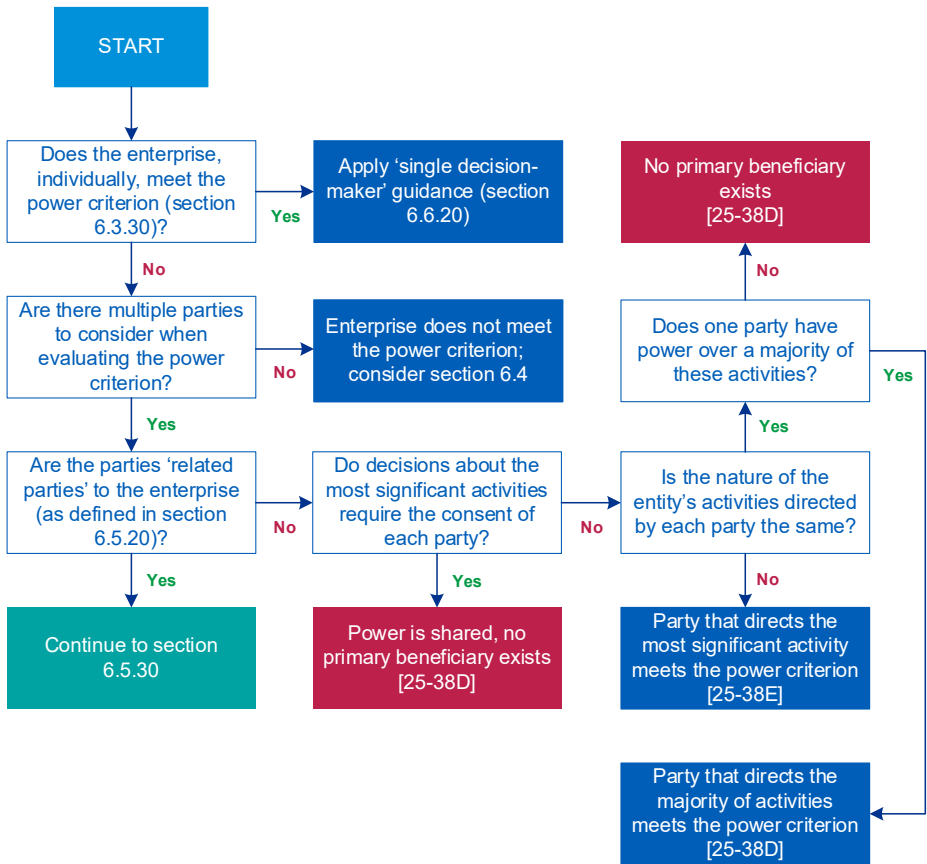 START
Does the enterprise,
individually, meet the
power criterion (section
6.3.30)?
Yes
Apply ‘single decision-
maker’ guidance (section
6.6.20)
No primary beneficiary
exists
[25-38D]
No
No
Are there multiple parties
to consider when
evaluating the power
criterion?
No
Enterprise does not meet
the power criterion;
consider section 6.4
Does one party have
power over a majority of
these activities?
Yes
Yes
Yes
Are the parties ‘related
parties’ to the enterprise
(as defined in section
6.5.20)?
No
Do decisions about the
most significant activities
require the consent of
each party?
No
Is the nature of the
entity’s activities directed
by each party the same?
Yes
Yes
No
Continue to section
6.5.30
Power is shared, no
primary beneficiary exists
[25-38D]
Party that directs the
most significant activity
meets the power criterion
[25-38E]
Party that directs the
majority of activities
meets the power criterion
[25-38D]